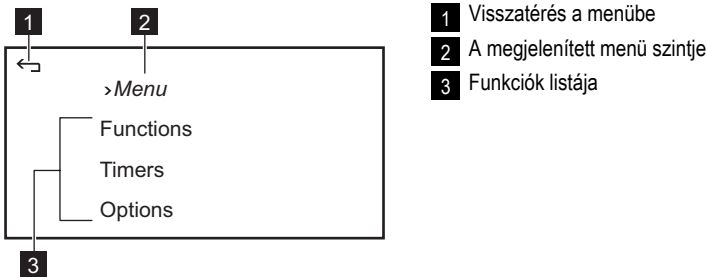 1 2
›Menu
Functions
Timers
Options
3
1 Visszatérés a menübe
2 A megjelenített menü szintje
3 Funkciók listája